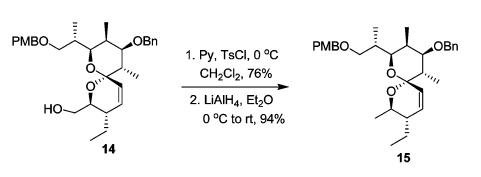 PMBO OBn
O
O
HO
14
1. Py, TsCl, 0 °C
CH2Cl2, 76%
2. LiAlH4, Et2O
0 °C to rt, 94%
PMBO OBn
O
O
15